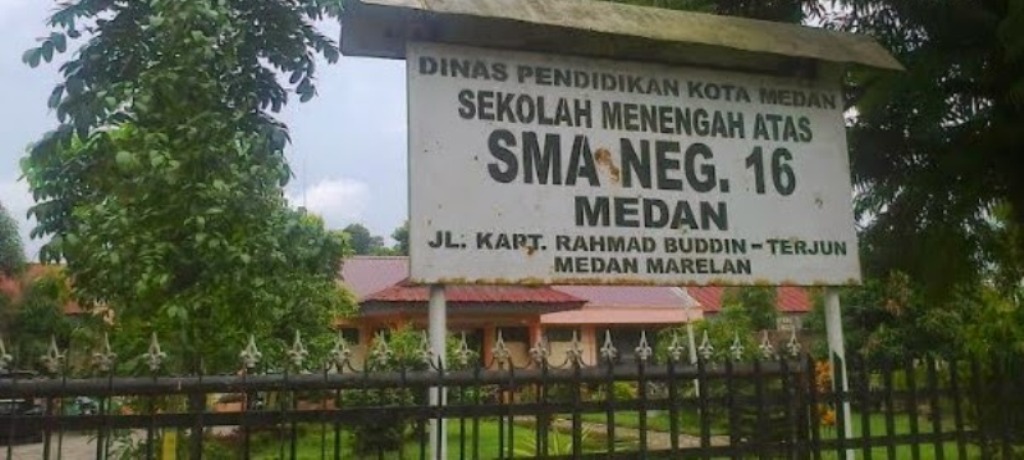 DINAS PENDIDIKAN KOTA MEDAN
SEKOLAH MENENGAH ATAS
SMA NEG. 16
MEDAN
JL. KAPT. RAHMAD BUDDIN - TERJUN
MEDAN MARELAN